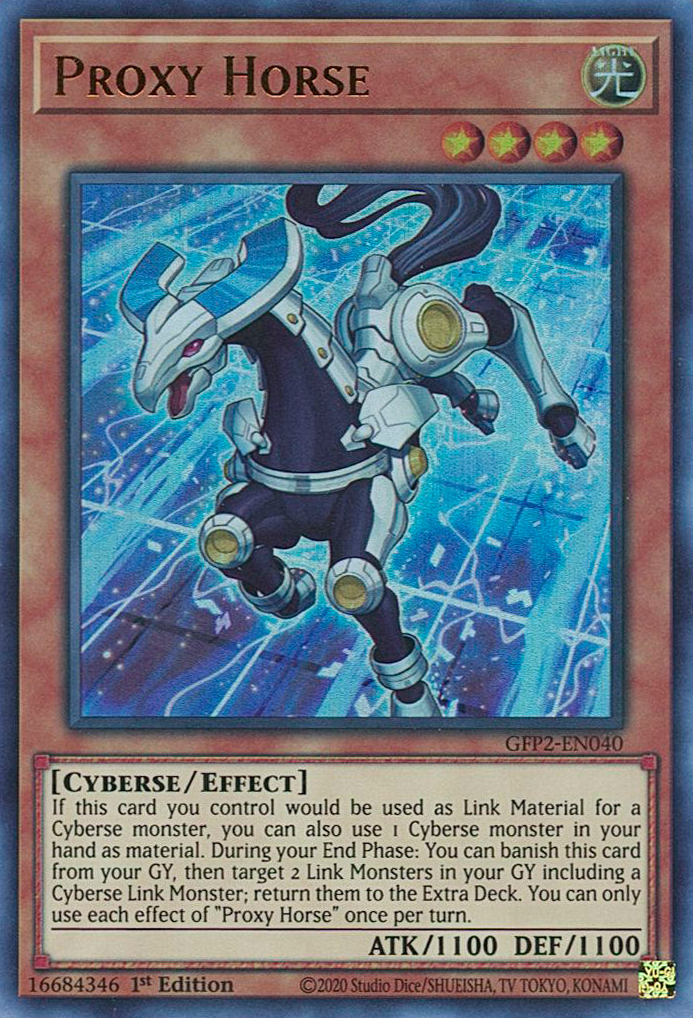 PROXY HORSE
LIGHT
光
GFP2-EN040
[CYBERSE/EFFECT]
If this card you control would be used as Link Material for a
Cyberse monster, you can also use 1 Cyberse monster in your
hand as material. During your End Phase: You can banish this card
from your GY, then target 2 Link Monsters in your GY including a
Cyberse Link Monster; return them to the Extra Deck. You can only
use each effect of "Proxy Horse" once per turn.
ATK/1100 DEF/1100
16684346 1st Edition ©2020 Studio Dice/SHUEISHA, TV TOKYO, KONAMI